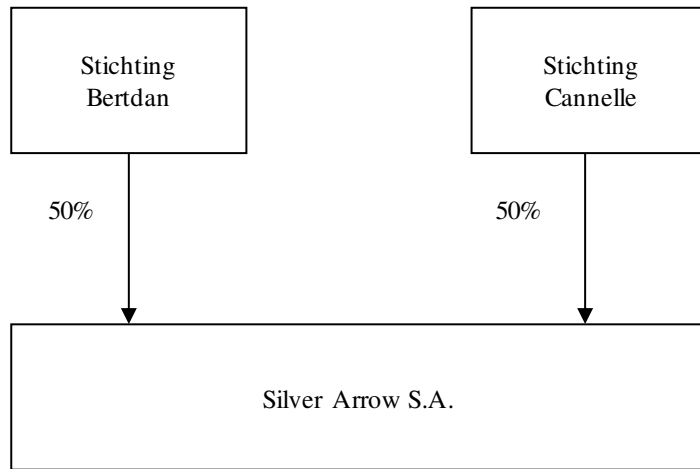 Stichting
Bertdan
Stichting
Cannelle
50%
50%
Silver Arrow S.A.